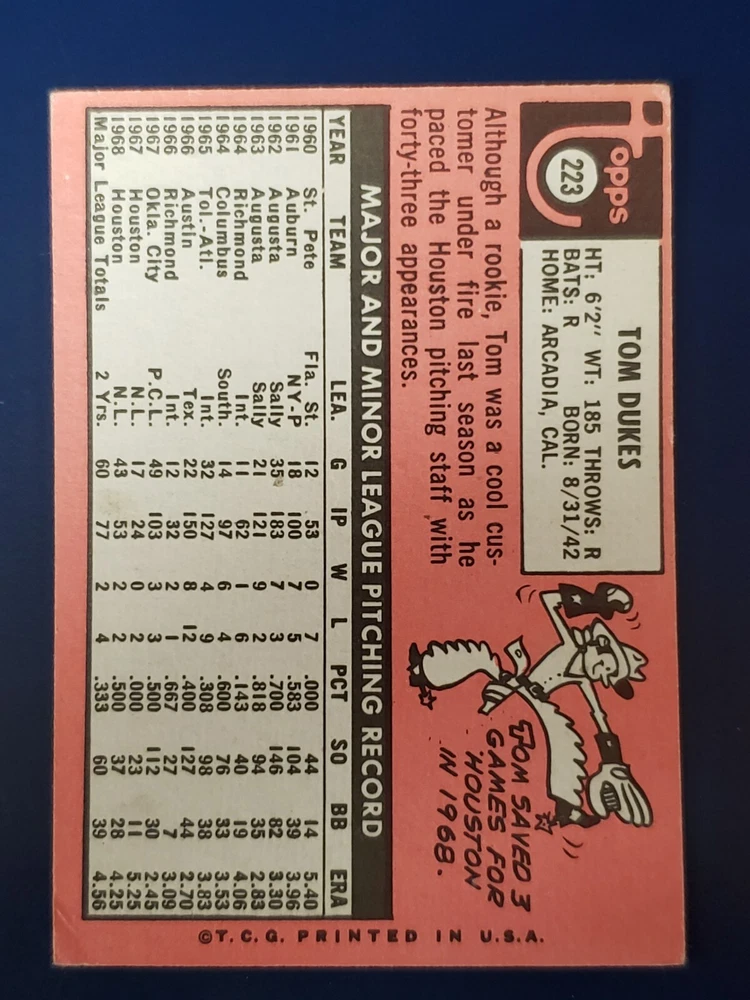 Topps
223
TOM DUKES
HT: 6'2" WT: 185 THROWS: R
BATS: R BORN: 8/31/42
HOME: ARCADIA, CAL.
Although a rookie, Tom was a cool cus-
tomer under fire last season as he
paced the Houston pitching staff with
forty-three appearances.
TOM SAVED 3
GAMES FOR
HOUSTON
IN 1968.
MAJOR AND MINOR LEAGUE PITCHING RECORD
YEAR TEAM LEA. G IP W L PCT SO BB ERA
1960 St. Pete Fla. St. 12 53 0 7 .000 44 14 5.40
1961 Auburn NY-P 18 100 7 5 .583 104 39 3.96
1962 Augusta Sally 35 183 7 3 .700 146 82 3.30
1963 Augusta Sally 21 121 9 2 .818 94 35 2.83
1964 Richmond Int. 11 62 1 6 .143 40 19 4.06
1964 Columbus South. 14 97 6 4 .600 76 33 3.53
1965 Tol.-Atl. Int. 32 127 4 9 .308 98 38 3.83
1966 Austin Tex. 22 150 8 12 .400 127 44 2.70
1966 Richmond Int. 12 32 2 1 .667 27 7 3.09
1967 Okla. City P.C.L. 49 103 3 3 .500 112 30 2.45
1967 Houston N.L. 17 24 0 2 .000 23 11 5.25
1968 Houston N.L. 43 53 2 2 .500 37 28 4.25
Major League Totals 2 Yrs. 60 77 2 4 .333 60 39 4.56
©T.C.G. PRINTED IN U.S.A.